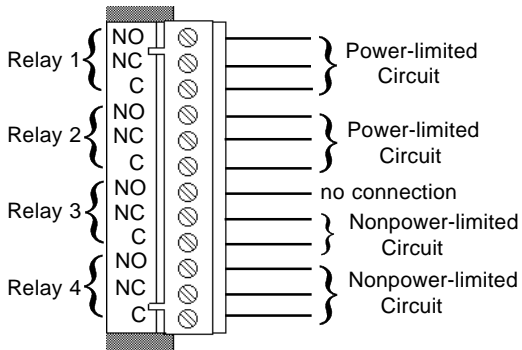 Relay 1
NO
NC
C
Power-limited
Circuit
Relay 2
NO
NC
C
Power-limited
Circuit
Relay 3
NO
NC
C
no connection
Nonpower-limited
Circuit
Relay 4
NO
NC
C
Nonpower-limited
Circuit